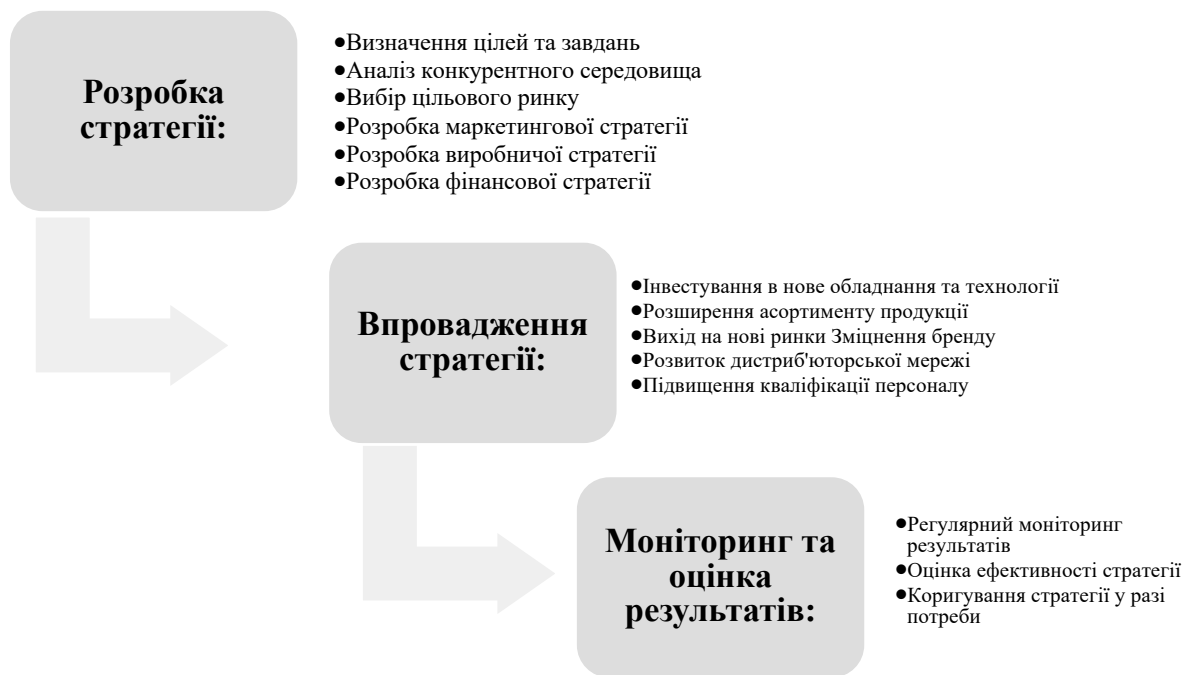 Розробка
стратегії:
●Визначення цілей та завдань
●Аналіз конкурентного середовища
●Вибір цільового ринку
●Розробка маркетингової стратегії
●Розробка виробничої стратегії
●Розробка фінансової стратегії
Впровадження
стратегії:
●Інвестування в нове обладнання та технології
●Розширення асортименту продукції
●Вихід на нові ринки Зміцнення бренду
●Розвиток дистриб'юторської мережі
●Підвищення кваліфікації персоналу
Моніторинг та
оцінка
результатів:
●Регулярний моніторинг
результатів
●Оцінка ефективності стратегії
●Коригування стратегії у разі
потреби